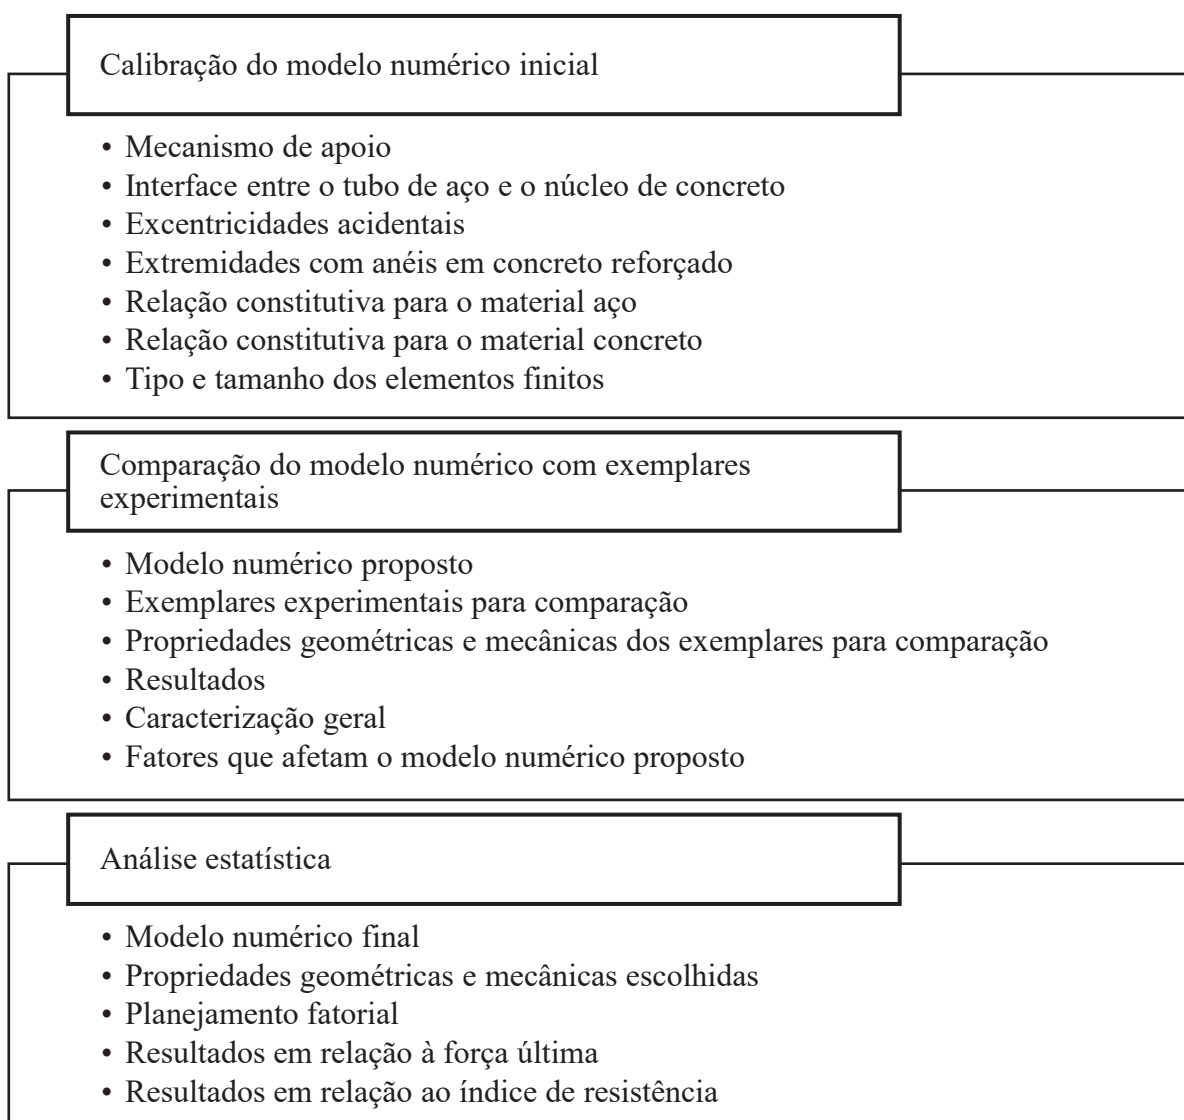 Calibração do modelo numérico inicial
• Mecanismo de apoio
• Interface entre o tubo de aço e o núcleo de concreto
• Excentricidades acidentais
• Extremidades com anéis em concreto reforçado
• Relação constitutiva para o material aço
• Relação constitutiva para o material concreto
• Tipo e tamanho dos elementos finitos
Comparação do modelo numérico com exemplares
experimentais
• Modelo numérico proposto
• Exemplares experimentais para comparação
• Propriedades geométricas e mecânicas dos exemplares para comparação
• Resultados
• Caracterização geral
• Fatores que afetam o modelo numérico proposto
Análise estatística
• Modelo numérico final
• Propriedades geométricas e mecânicas escolhidas
• Planejamento fatorial
• Resultados em relação à força última
• Resultados em relação ao índice de resistência